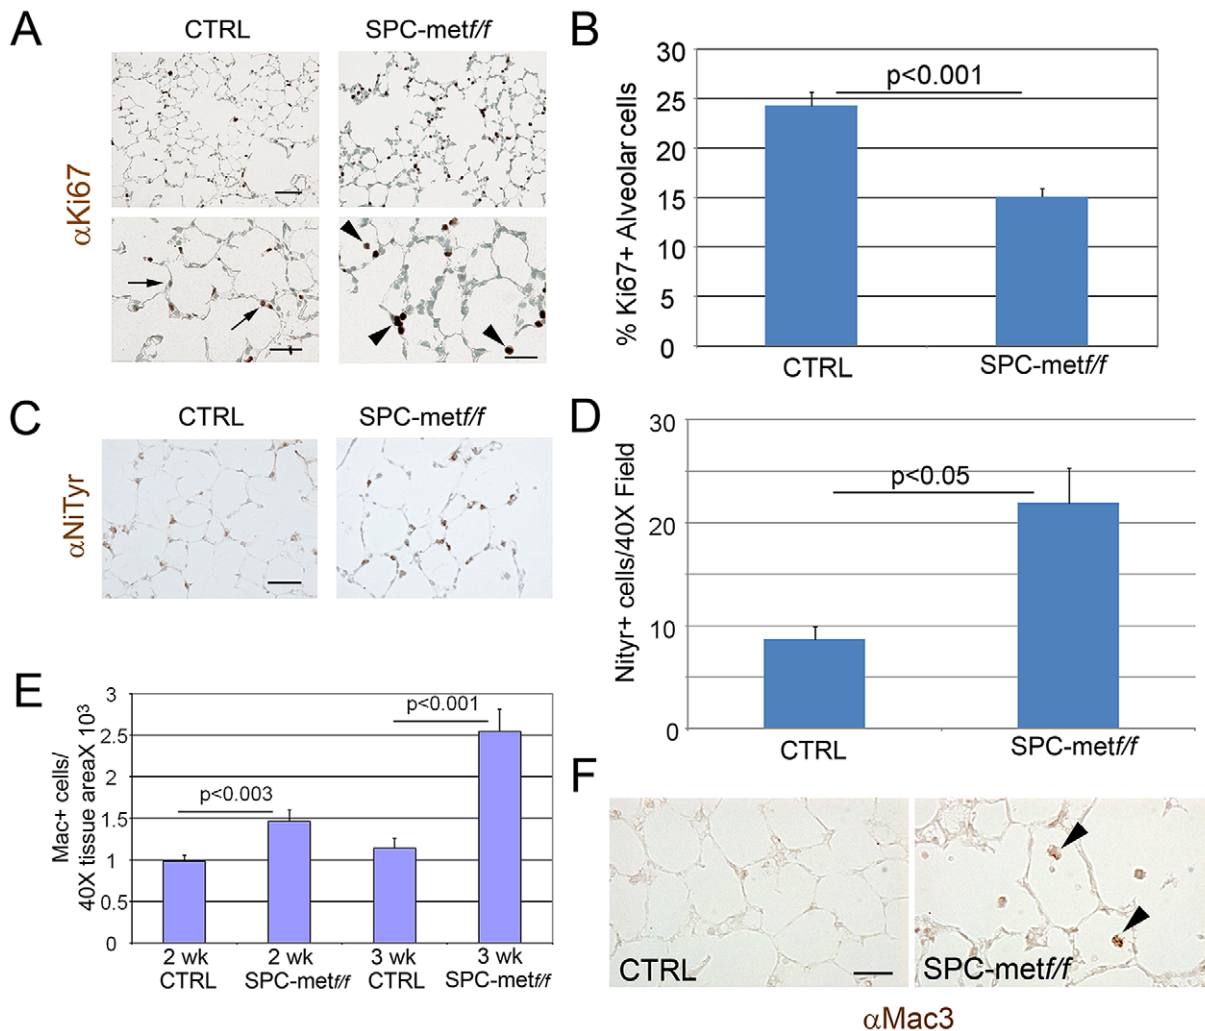 A
CTRL
SPC-metf/f
αKi67
B
30
25
20
15
10
5
0
% Ki67+ Alveolar cells
p<0.001
CTRL
SPC-metf/f
C
CTRL
SPC-metf/f
αNiTyr
D
30
20
10
0
Nityr+ cells/40X Field
p<0.05
CTRL
SPC-metf/f
E
3
2.5
2
1.5
1
0.5
0
Mac+ cells/
40X tissue areaX 10³
p<0.003
p<0.001
2 wk
CTRL
2 wk
SPC-metf/f
3 wk
CTRL
3 wk
SPC-metf/f
F
CTRL
SPC-metf/f
αMac3